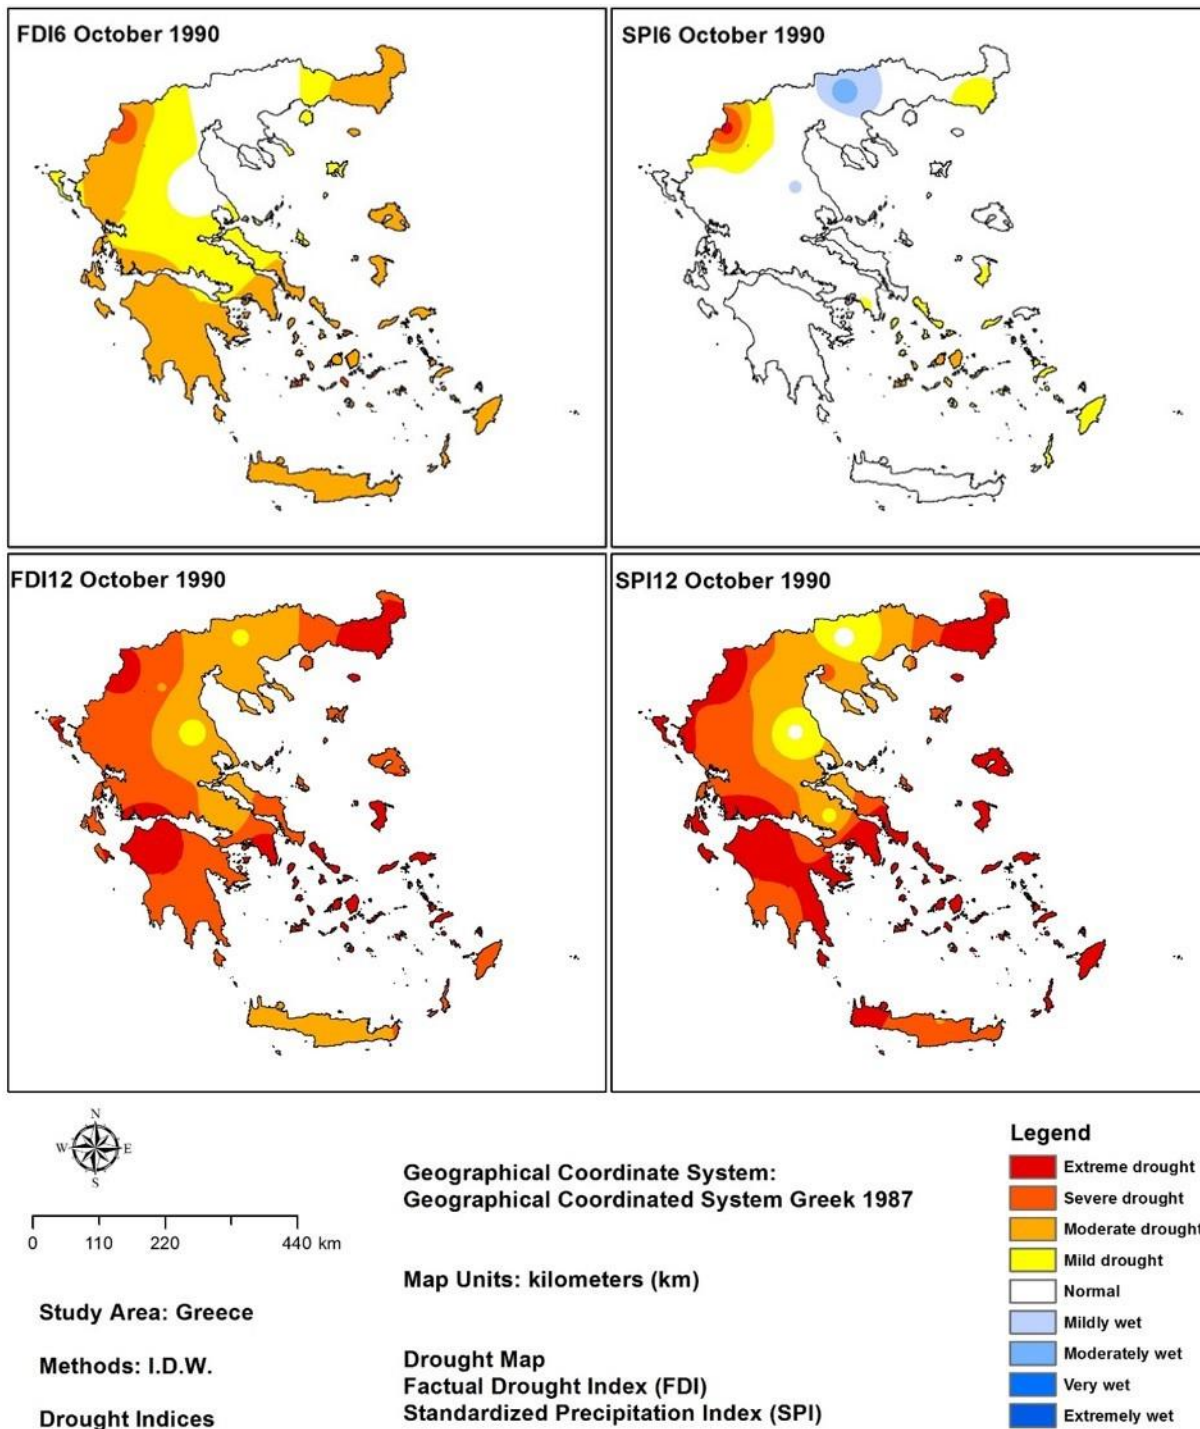 FDI6 October 1990
SPI6 October 1990
FDI12 October 1990
SPI12 October 1990
N
W E
S
0 110 220 440 km
Study Area: Greece
Methods: I.D.W.
Drought Indices
Geographical Coordinate System:
Geographical Coordinated System Greek 1987
Map Units: kilometers (km)
Drought Map
Factual Drought Index (FDI)
Standardized Precipitation Index (SPI)
Legend
Extreme drought
Severe drought
Moderate drought
Mild drought
Normal
Mildly wet
Moderately wet
Very wet
Extremely wet